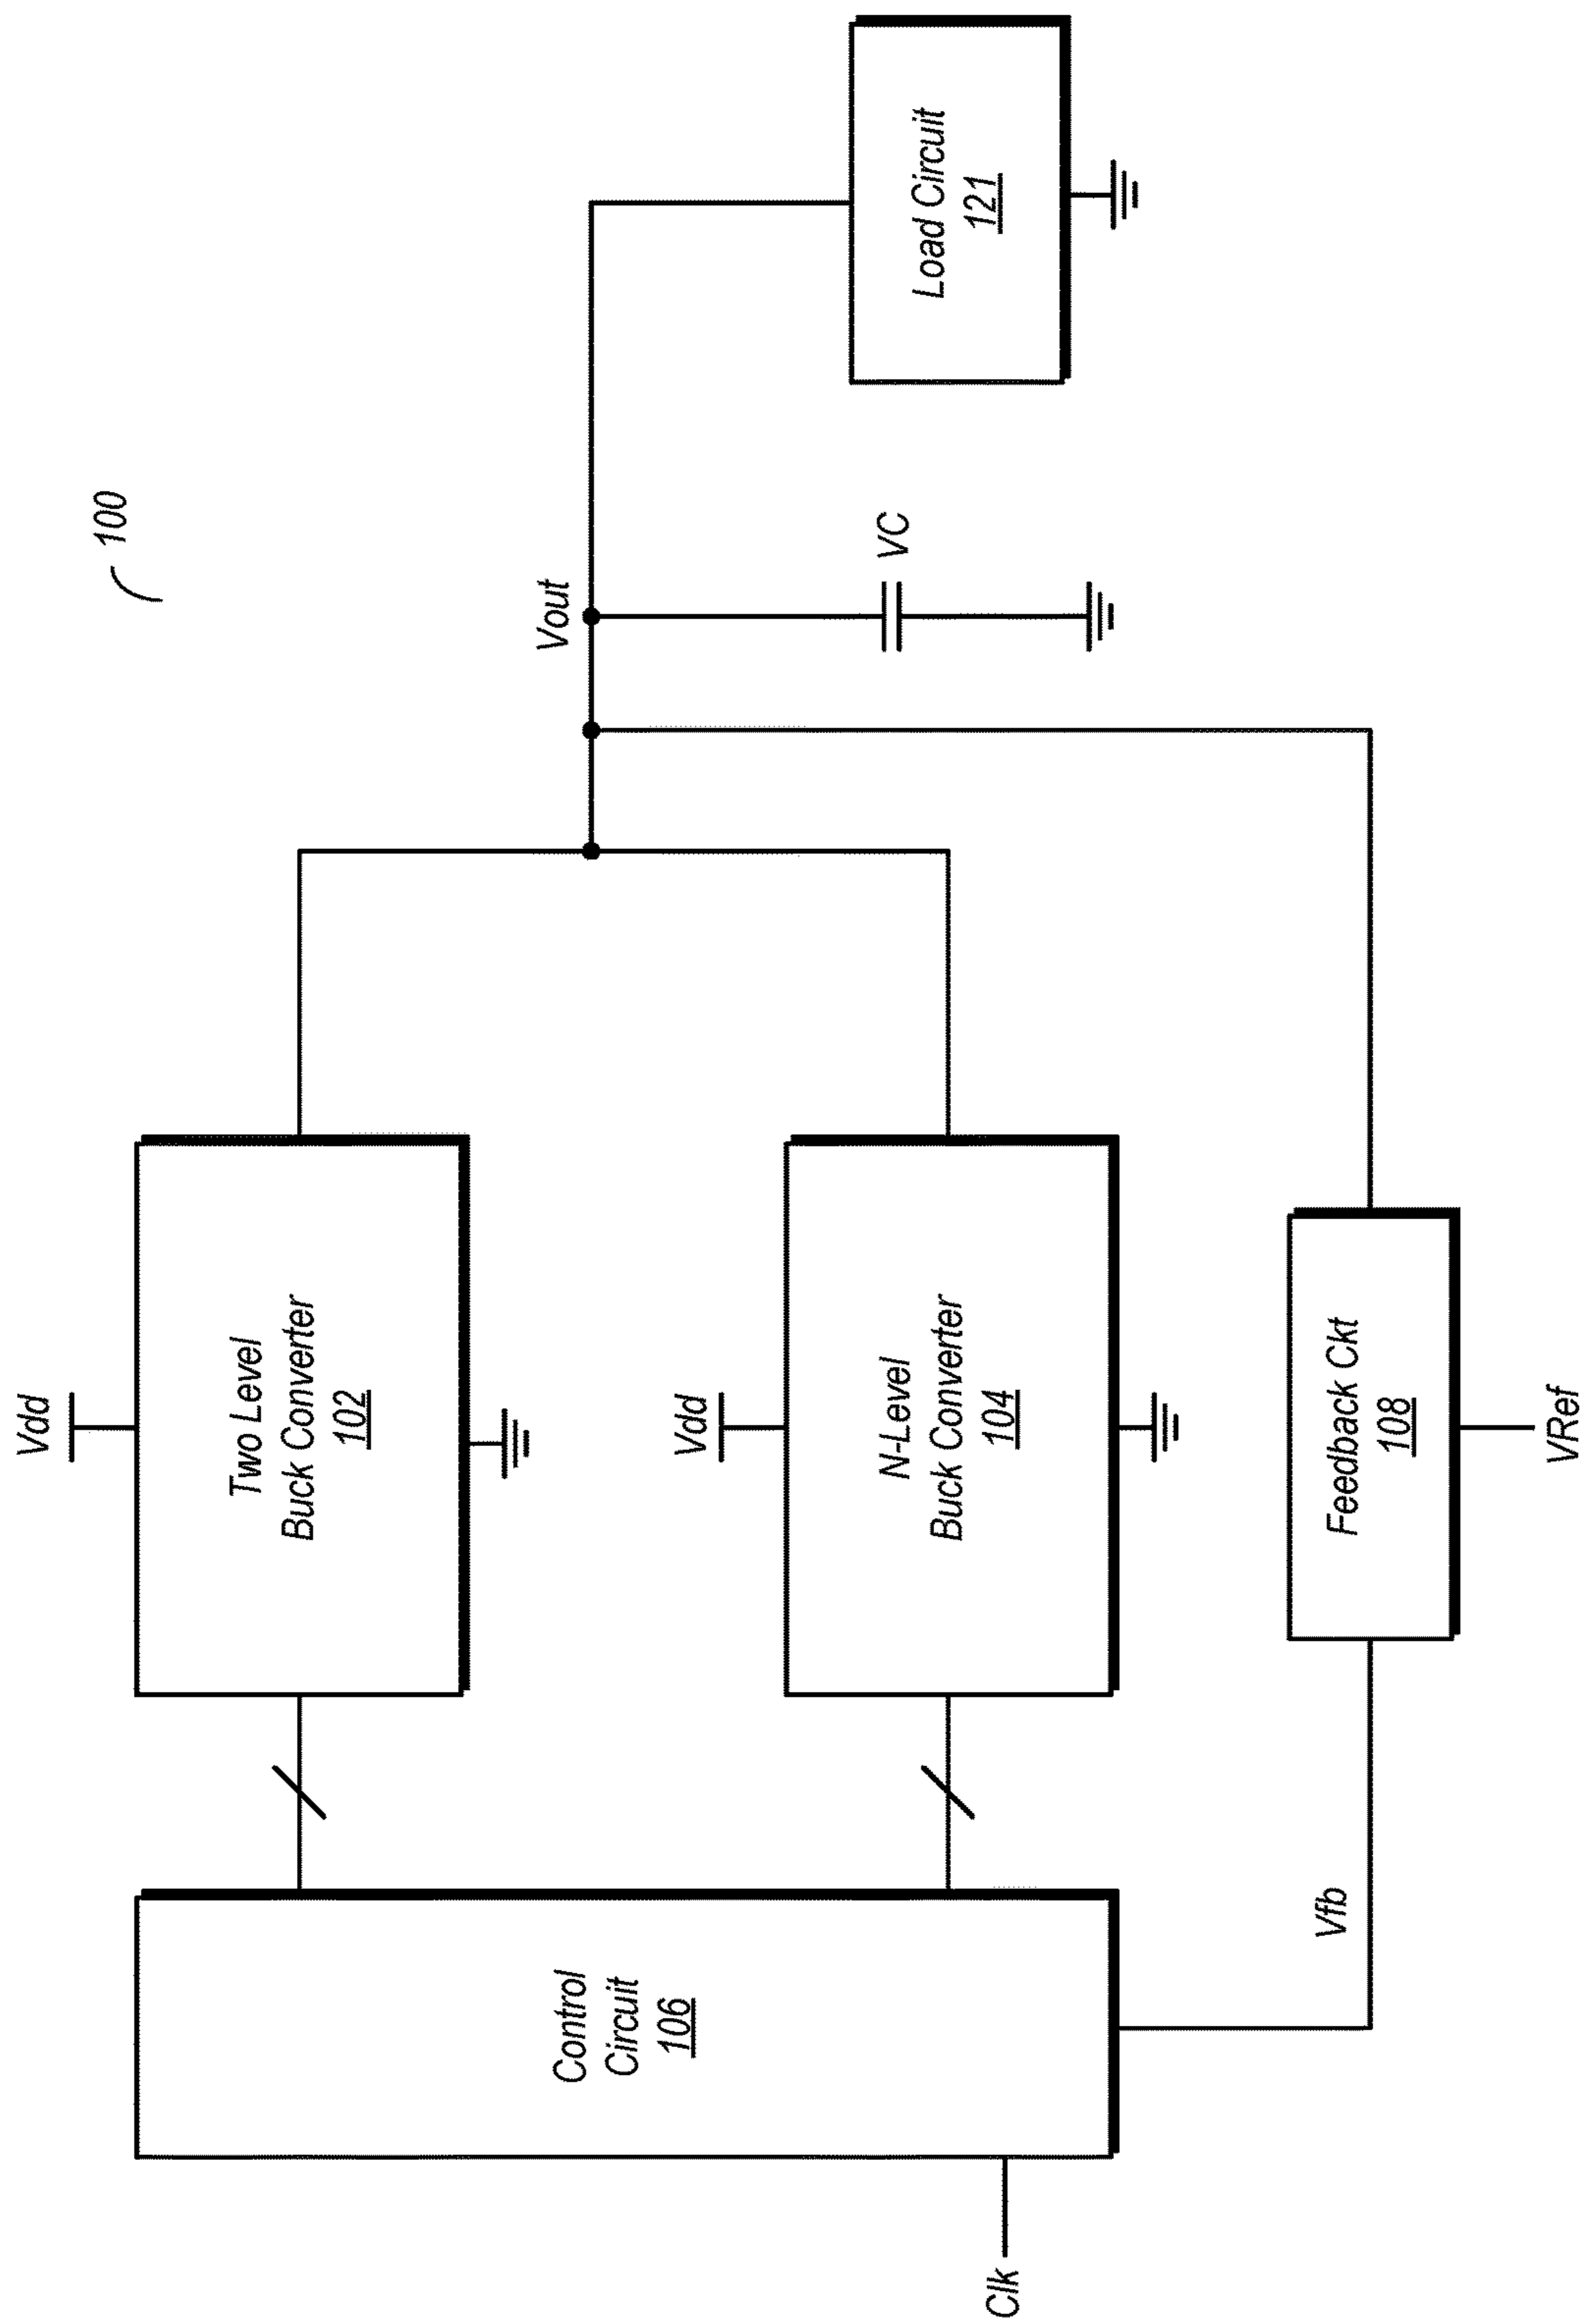 100
Vdd
Two Level
Buck Converter
102
Vout
Control
Circuit
106
Vdd
N-Level
Buck Converter
104
VC
Load Circuit
121
Clk
Vfb
Feedback Ckt
108
VRef